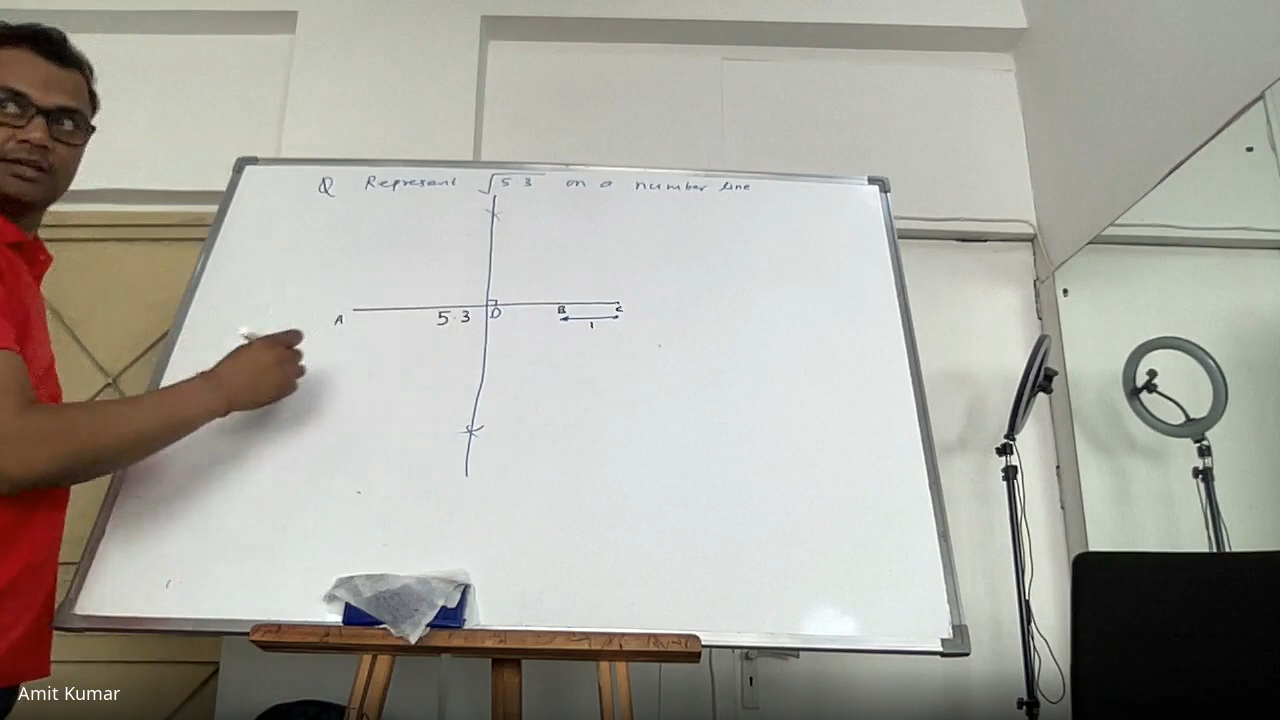 Q Represent √5.3 on a number line
A 5.3 O B C
1
Amit Kumar